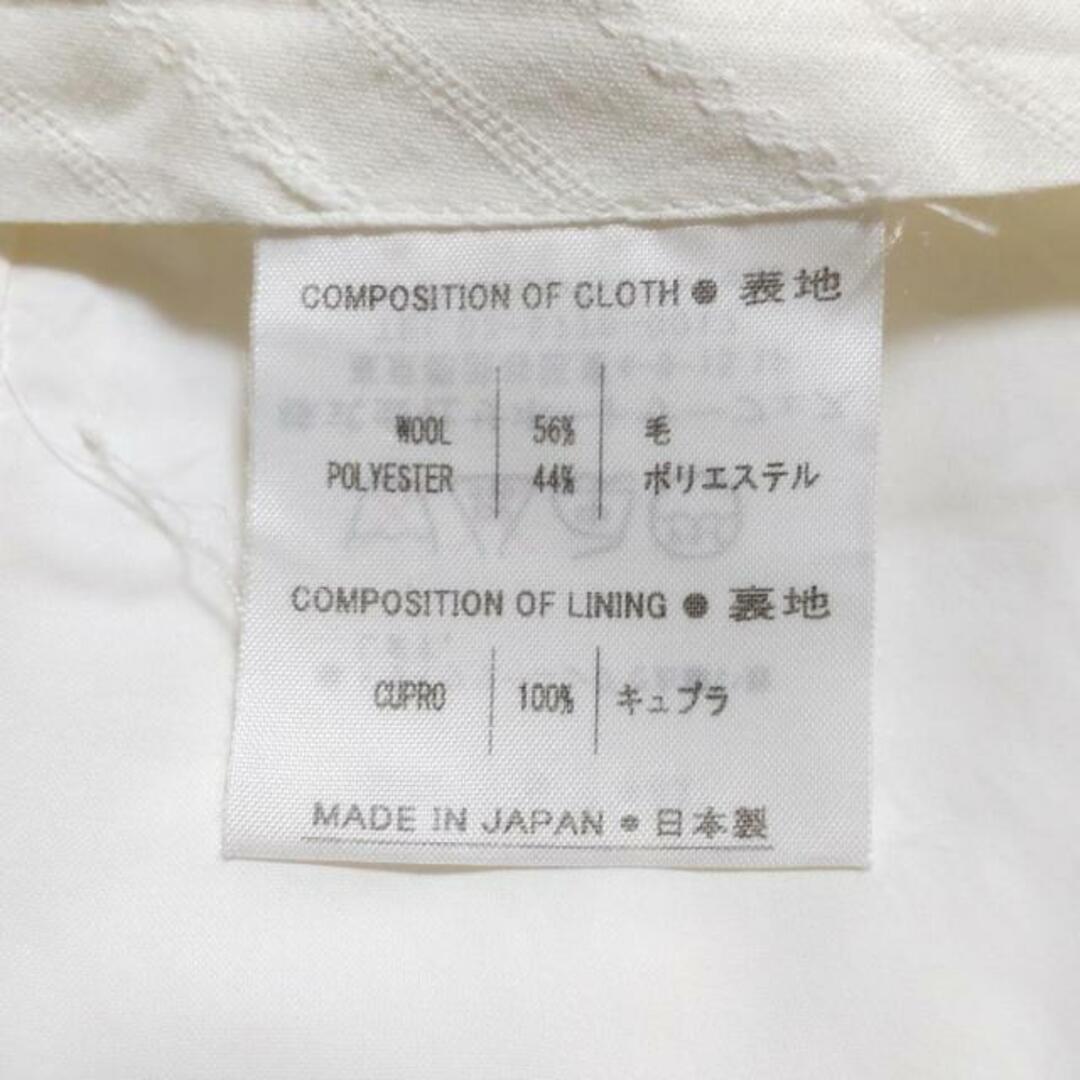 COMPOSITION OF CLOTH ● 表地
WOOL 56% 毛
POLYESTER 44% ポリエステル
COMPOSITION OF LINING ● 裏地
CUPRO 100% キュプラ
MADE IN JAPAN ● 日本製